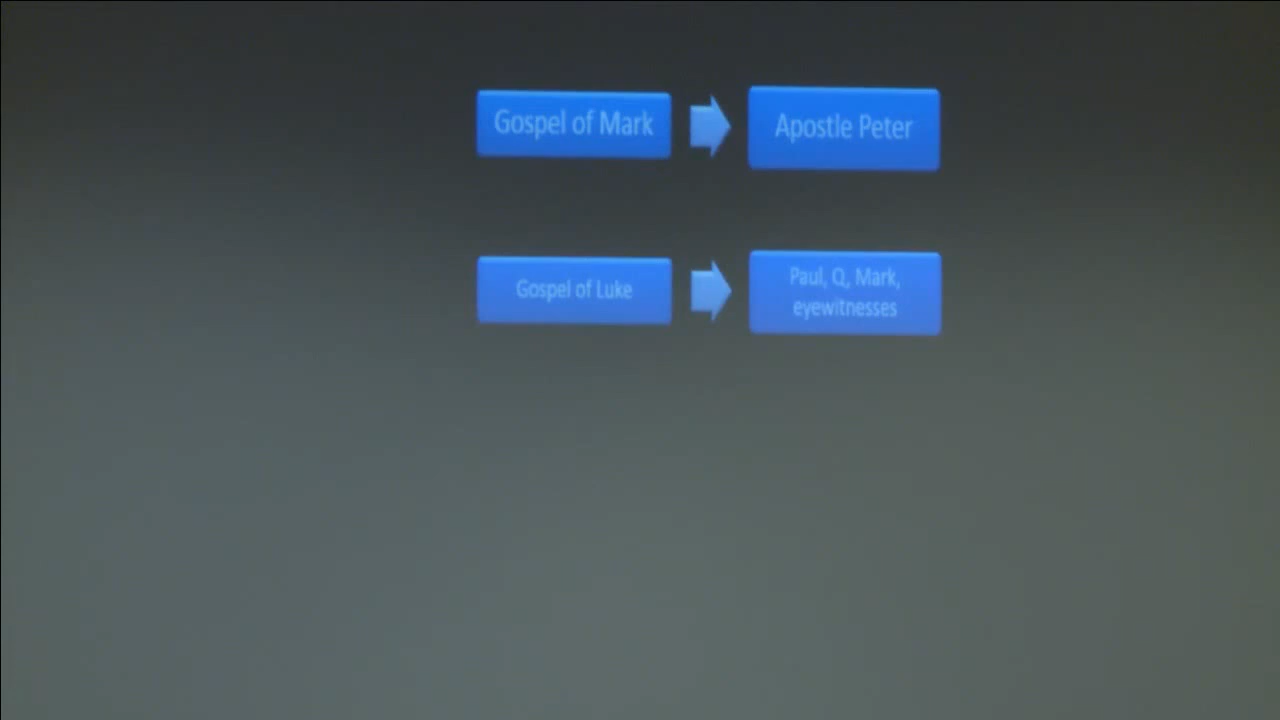 Gospel of Mark
Apostle Peter
Gospel of Luke
Paul, Q, Mark,
eyewitnesses